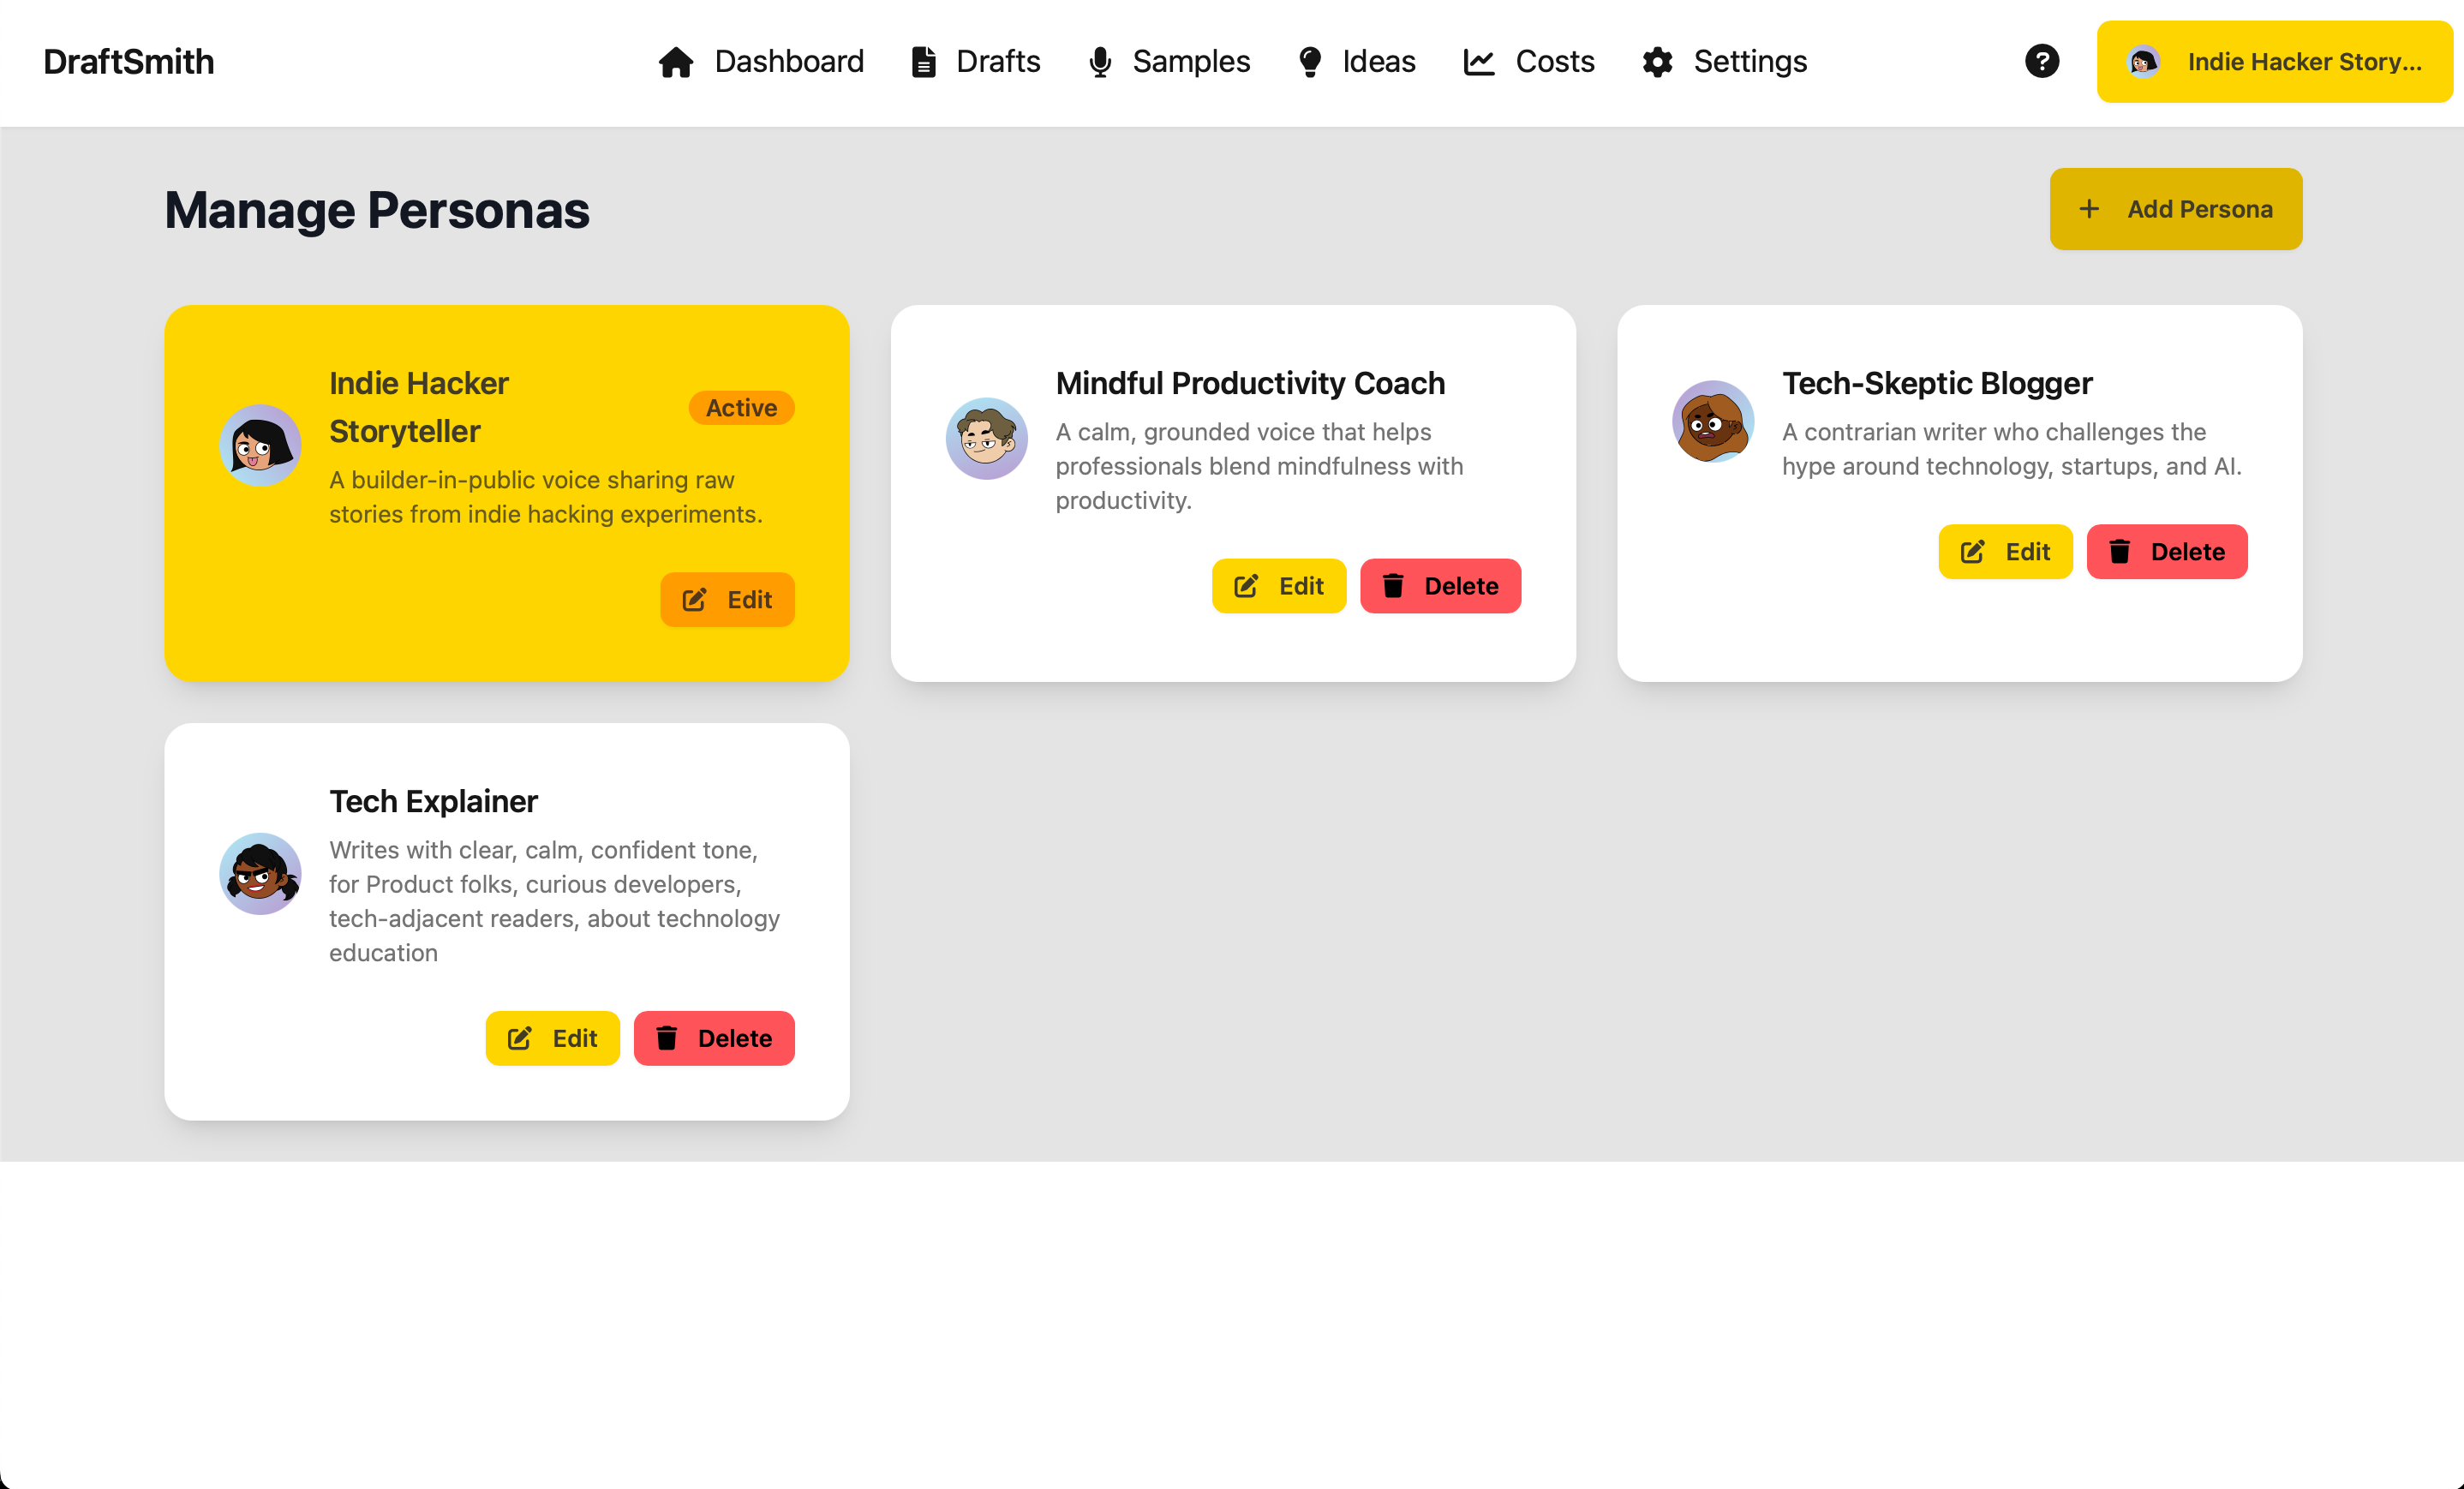 DraftSmith
Dashboard
Drafts
Samples
Ideas
Costs
Settings
?
Indie Hacker Story...
Manage Personas
+ Add Persona
Indie Hacker
Storyteller
Active
A builder-in-public voice sharing raw
stories from indie hacking experiments.
Edit
Mindful Productivity Coach
A calm, grounded voice that helps
professionals blend mindfulness with
productivity.
Edit
Delete
Tech-Skeptic Blogger
A contrarian writer who challenges the
hype around technology, startups, and AI.
Edit
Delete
Tech Explainer
Writes with clear, calm, confident tone,
for Product folks, curious developers,
tech-adjacent readers, about technology
education
Edit
Delete